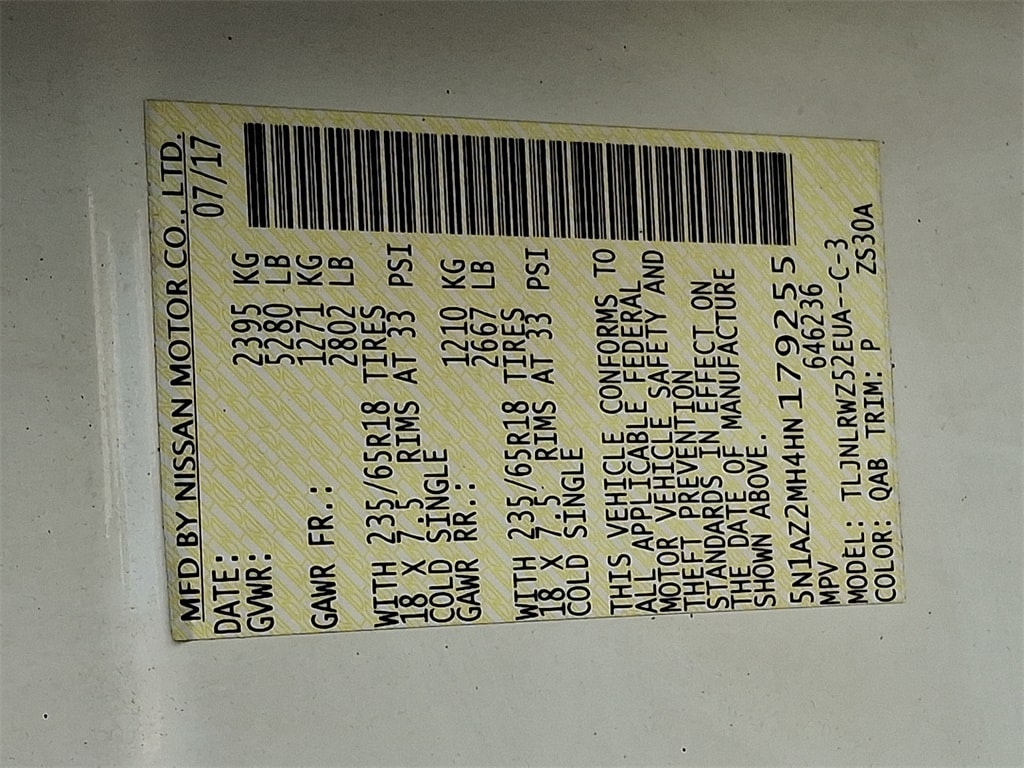 MFD BY NISSAN MOTOR CO., LTD.
DATE: 07/17
GVWR: 2395 KG
5280 LB
GAWR FR.: 1271 KG
2802 LB
WITH 235/65R18 TIRES
18 X 7.5 RIMS AT 33 PSI
COLD SINGLE
GAWR RR.: 1210 KG
2667 LB
WITH 235/65R18 TIRES
18 X 7.5 RIMS AT 33 PSI
COLD SINGLE
THIS VEHICLE CONFORMS TO
ALL APPLICABLE FEDERAL
MOTOR VEHICLE SAFETY AND
THEFT PREVENTION
STANDARDS IN EFFECT ON
THE DATE OF MANUFACTURE
SHOWN ABOVE.
5N1AZ2MH4HN179255
MPV 646236
MODEL: TLJNLRWZ52EUA--C-3
COLOR: QAB TRIM: P ZS30A